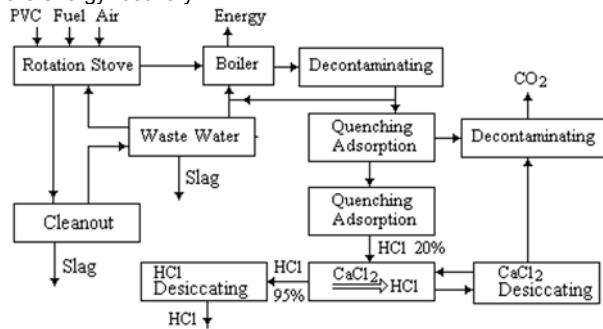 PVC Fuel Air
Energy
Rotation Stove
Boiler
Decontaminating
CO2
Waste Water
Quenching
Adsorption
Decontaminating
Slag
Cleanout
Quenching
Adsorption
Slag
HCl 20%
HCl
Desiccating
HCl
95%
CaCl2
HCl
CaCl2
Desiccating
HCl